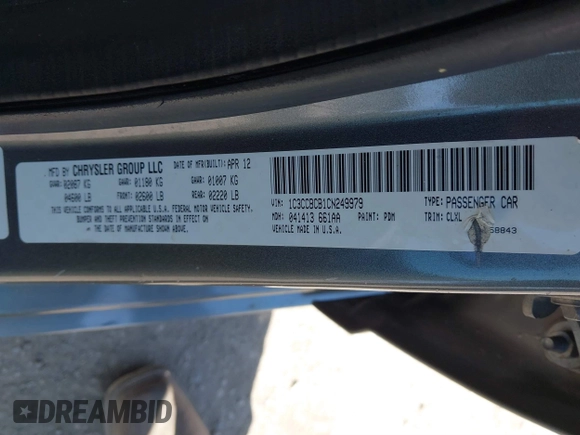 MFD BY CHRYSLER GROUP LLC DATE OF MFR(BUILT): APR 12
GVWR: 02087 KG GAWR: 01180 KG GAWR: 01007 KG
04600 LB FRONT: 02600 LB REAR: 02220 LB
THIS VEHICLE CONFORMS TO ALL APPLICABLE U.S.A. FEDERAL MOTOR VEHICLE SAFETY,
BUMPER AND THEFT PREVENTION STANDARDS IN EFFECT ON
THE DATE OF MANUFACTURE SHOWN ABOVE.
VIN: 1C3CCBCB1CN249979 TYPE: PASSENGER CAR
MDH: 041413 661AA PAINT: PDM TRIM: CLXL
VEHICLE MADE IN U.S.A. 68843
DREAMBID